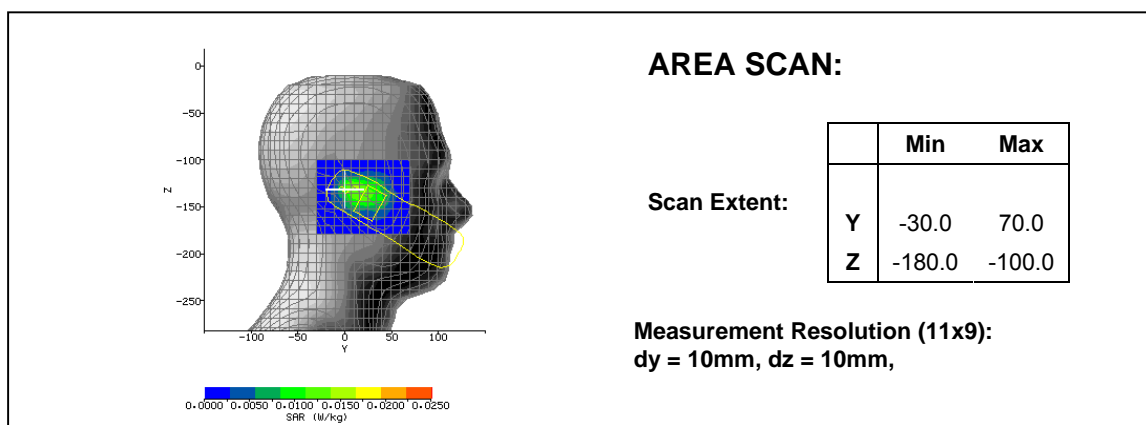 AREA SCAN:
Min Max
Scan Extent:
Y -30.0 70.0
Z -180.0 -100.0
Measurement Resolution (11x9):
dy = 10mm, dz = 10mm,
0
-50
-100
-150
-200
-250
Z
-100 -50 0 50 100
Y
0.0000 0.0050 0.0100 0.0150 0.0200 0.0250
SAR (W/kg)